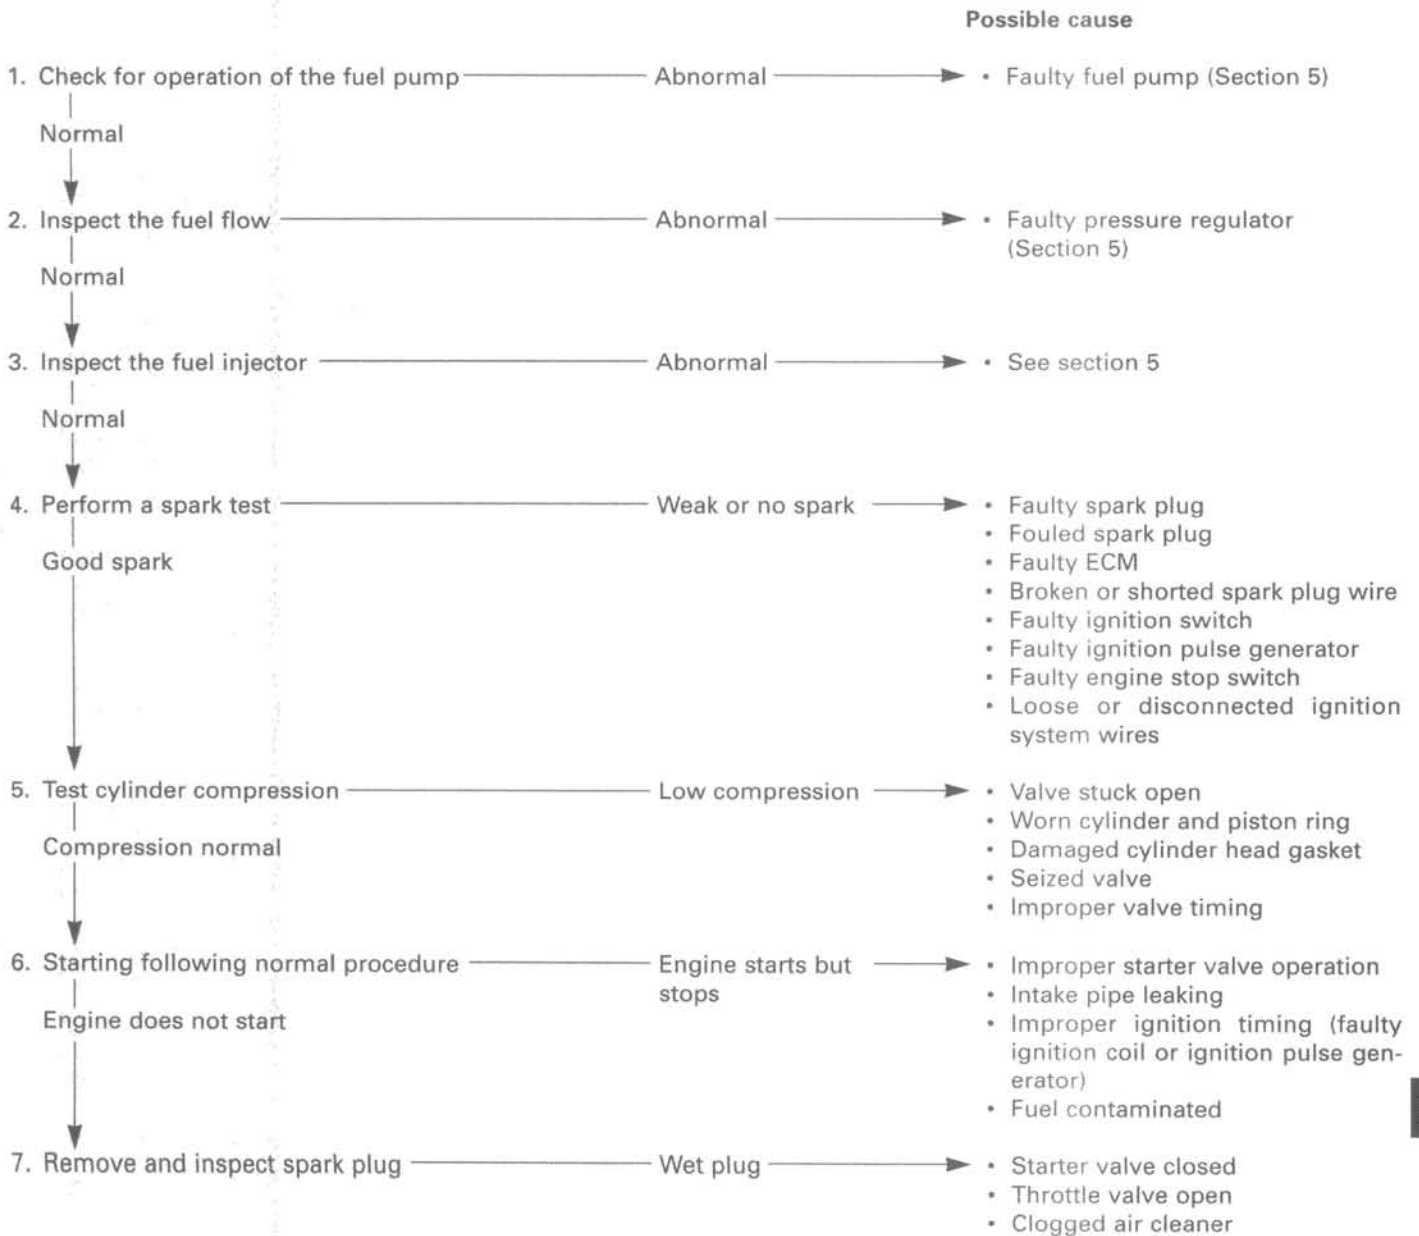 Possible cause
1. Check for operation of the fuel pump Abnormal • Faulty fuel pump (Section 5)
Normal
2. Inspect the fuel flow Abnormal • Faulty pressure regulator
(Section 5)
Normal
3. Inspect the fuel injector Abnormal • See section 5
Normal
4. Perform a spark test Weak or no spark • Faulty spark plug
• Fouled spark plug
Good spark • Faulty ECM
• Broken or shorted spark plug wire
• Faulty ignition switch
• Faulty ignition pulse generator
• Faulty engine stop switch
• Loose or disconnected ignition
system wires
5. Test cylinder compression Low compression • Valve stuck open
• Worn cylinder and piston ring
Compression normal • Damaged cylinder head gasket
• Seized valve
• Improper valve timing
6. Starting following normal procedure Engine starts but • Improper starter valve operation
stops • Intake pipe leaking
Engine does not start • Improper ignition timing (faulty
ignition coil or ignition pulse gen-
erator)
• Fuel contaminated
7. Remove and inspect spark plug Wet plug • Starter valve closed
• Throttle valve open
• Clogged air cleaner